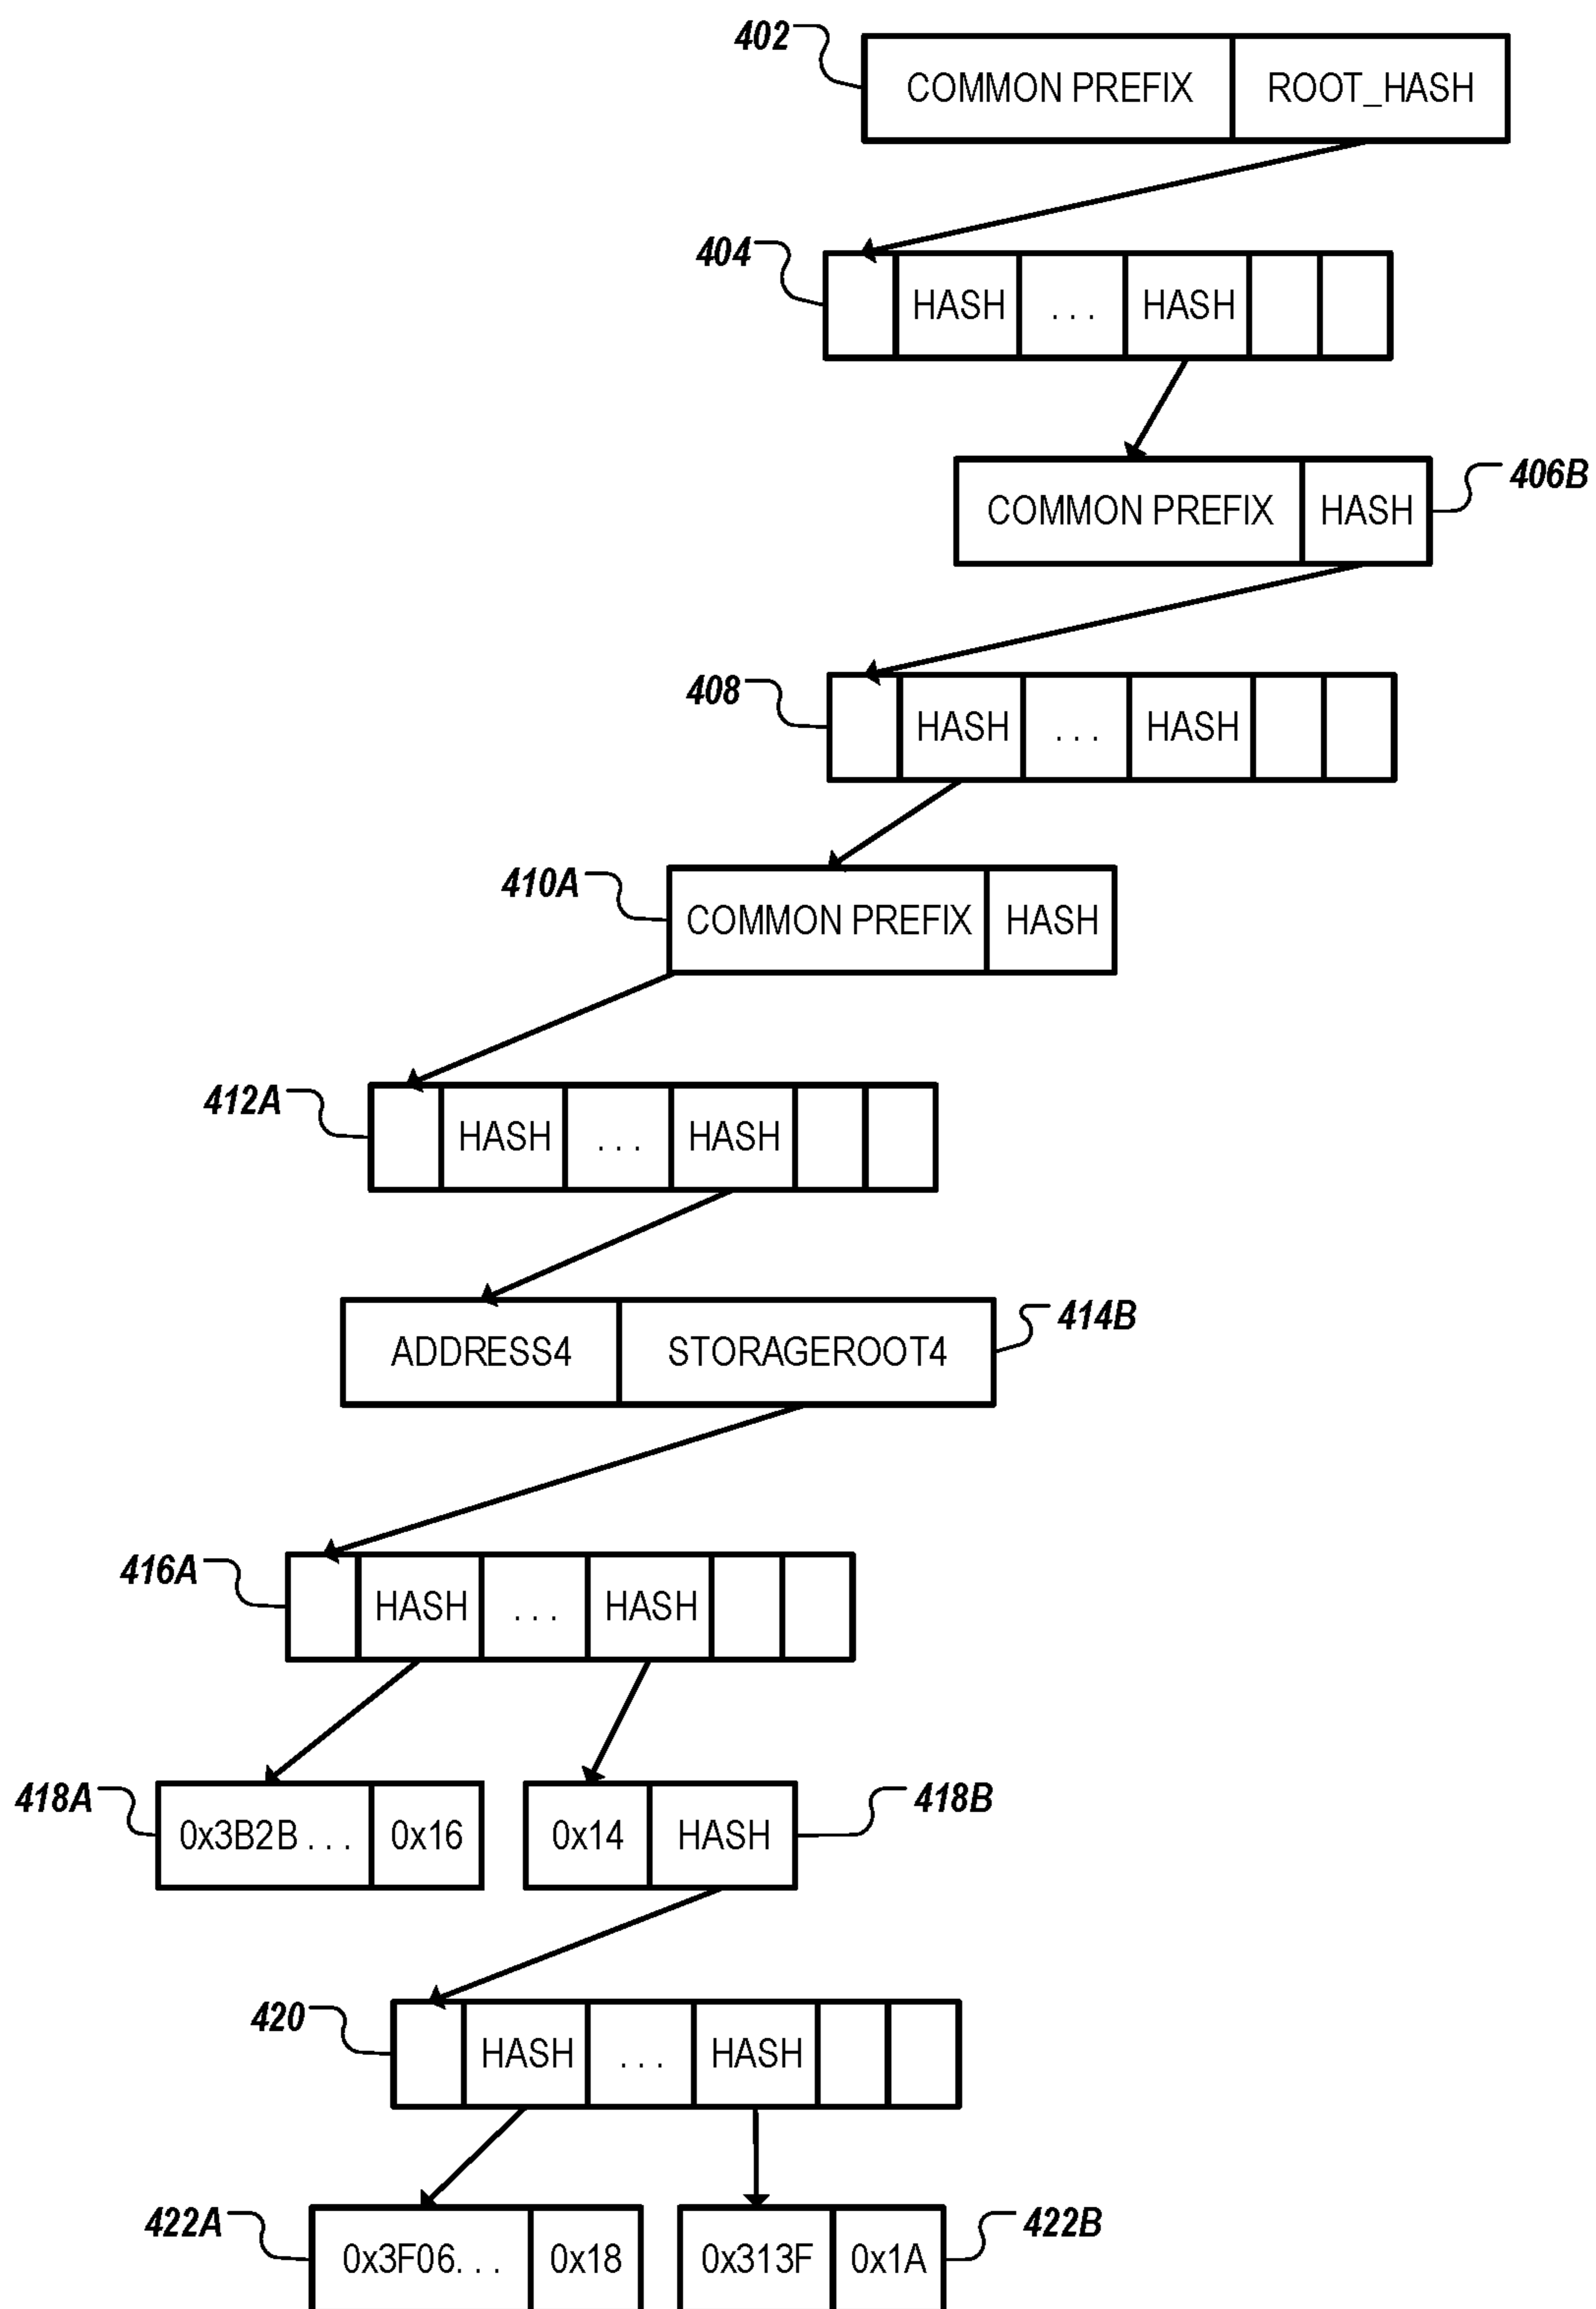 402
COMMON PREFIX ROOT_HASH
404
HASH ... HASH
406B
COMMON PREFIX HASH
408
HASH ... HASH
410A
COMMON PREFIX HASH
412A
HASH ... HASH
414B
ADDRESS4 STORAGEROOT4
416A
HASH ... HASH
418A
0x3B2B ... 0x16
0x14 HASH
418B
420
HASH ... HASH
422A
0x3F06... 0x18
0x313F 0x1A
422B